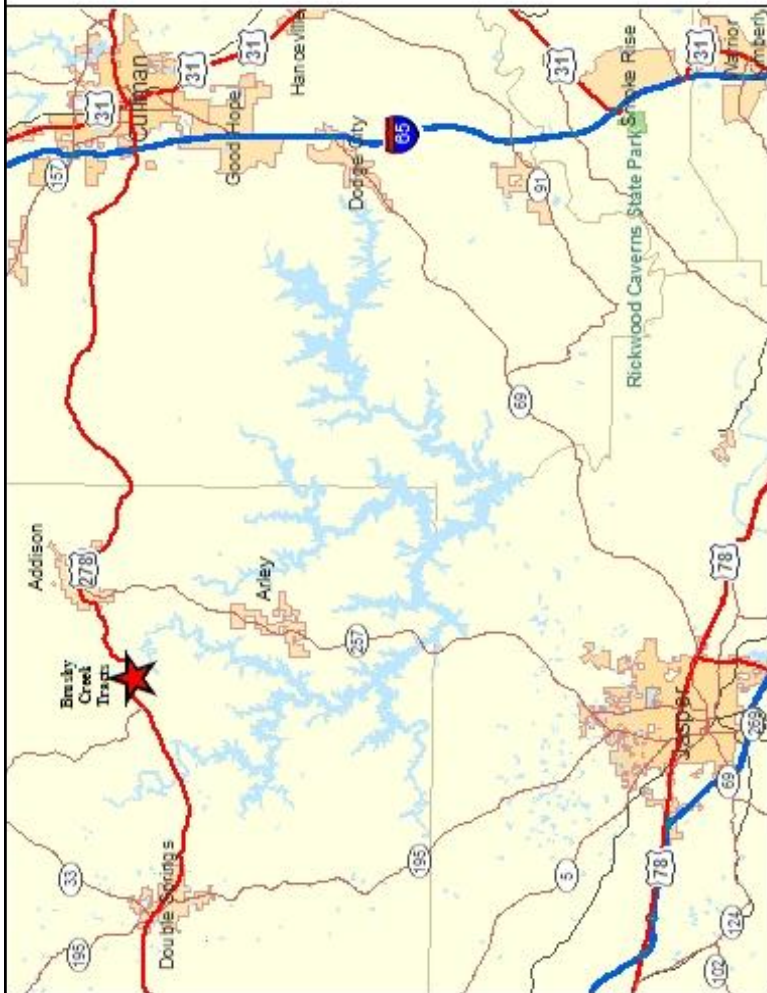 157
31
Addison
278
Brushy
Creek
Tracts
33
195
Double Springs
Cullman
31
Good Hope
31
Arley
Hanceville
257
Dodge City
65
195
69
91
5
31
Smoke Rise
Rickwood Caverns State Park
78
Jasper
78
31
69
269
124
102
Warrior